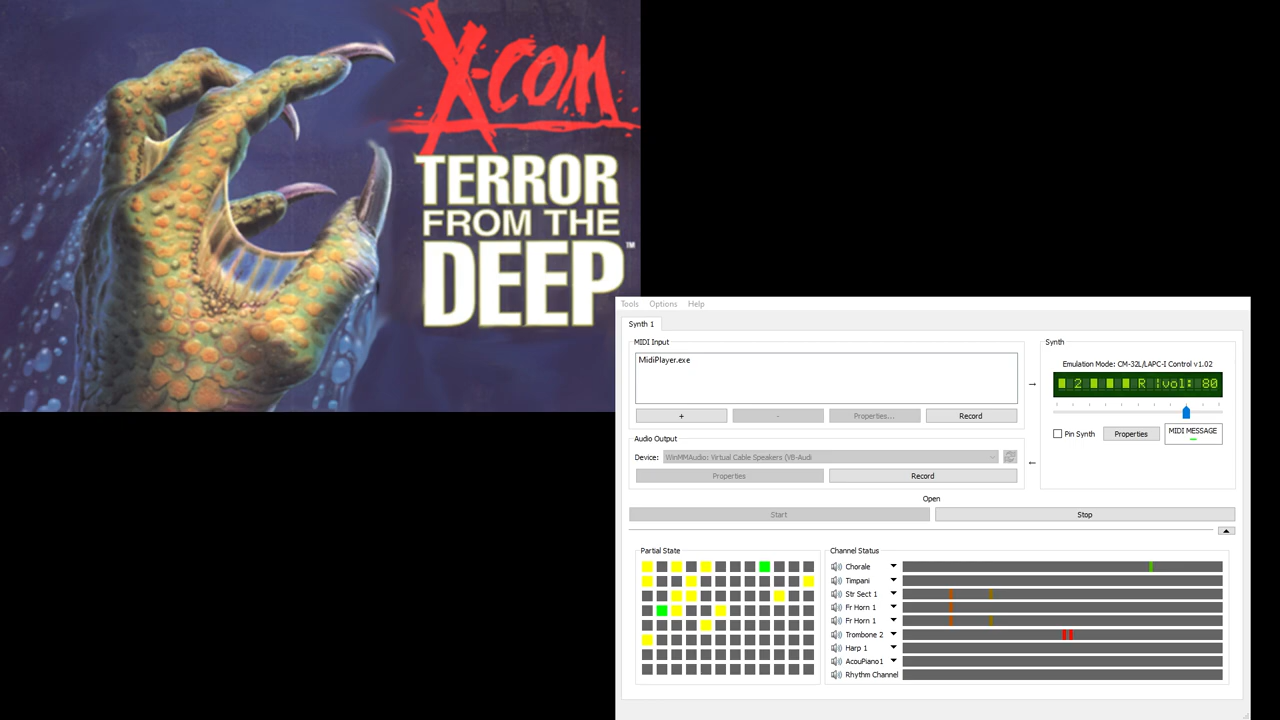 X-COM
TERROR
FROM THE
DEEP™
Tools Options Help
Synth 1
MIDI Input
MidiPlayer.exe
+ - Properties... Record
Audio Output
Device: WinMMAudio: Virtual Cable Speakers (VB-Audi
Properties Record
Synth
Emulation Mode: CM-32L/LAPC-I Control v1.02
2 R |vol: 80
Pin Synth Properties MIDI MESSAGE
Open
Start Stop
Partial State
Channel Status
Chorale
Timpani
Str Sect 1
Fr Horn 1
Fr Horn 1
Trombone 2
Harp 1
AcouPiano1
Rhythm Channel